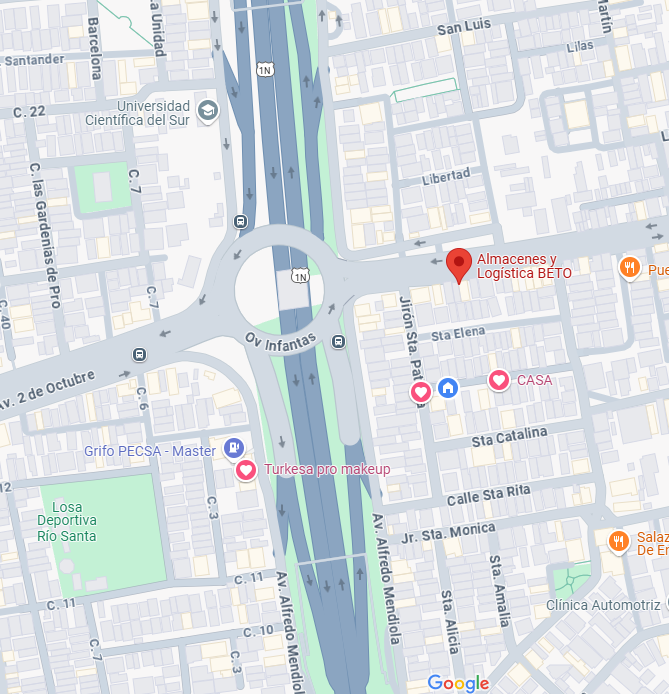 Barcelona
a Unidad
San Luis
Martín
Lilas
Santander
1N
C. 22
Universidad
Científica del Sur
C. 7
C. las Gardenias de Pro
Libertad
Almacenes y
Logística BETO
Pue
1N
C. 7
C. 40
Ov Infantas
Jirón Sta. Pat
Sta Elena
Av. 2 de Octubre
C. 6
CASA
Sta Catalina
Grifo PECSA - Master
Turkesa pro makeup
12
C. 3
Calle Sta Rita
Losa
Deportiva
Río Santa
Av. Alfredo Mendiola
Jr. Sta. Monica
Salaz
De En
Sta. Amalia
C. 11
C. 11
Av. Alfredo Mendiol
Sta. Alicia
Clínica Automotriz
C. 10
C. 7
C. 3
Google